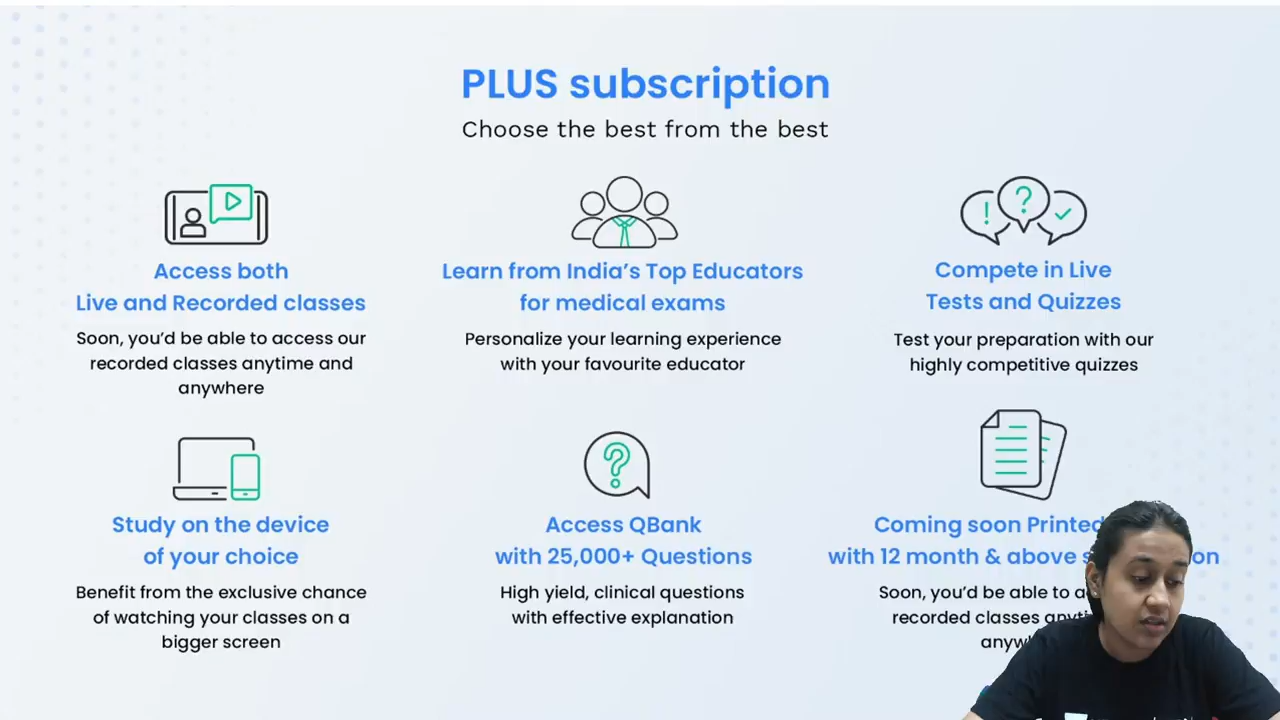 PLUS subscription
Choose the best from the best
Access both
Live and Recorded classes
Soon, you'd be able to access our
recorded classes anytime and
anywhere
Learn from India's Top Educators
for medical exams
Personalize your learning experience
with your favourite educator
Compete in Live
Tests and Quizzes
Test your preparation with our
highly competitive quizzes
Study on the device
of your choice
Benefit from the exclusive chance
of watching your classes on a
bigger screen
Access QBank
with 25,000+ Questions
High yield, clinical questions
with effective explanation
Coming soon Printed
with 12 month & above
Soon, you'd be able to
recorded classes